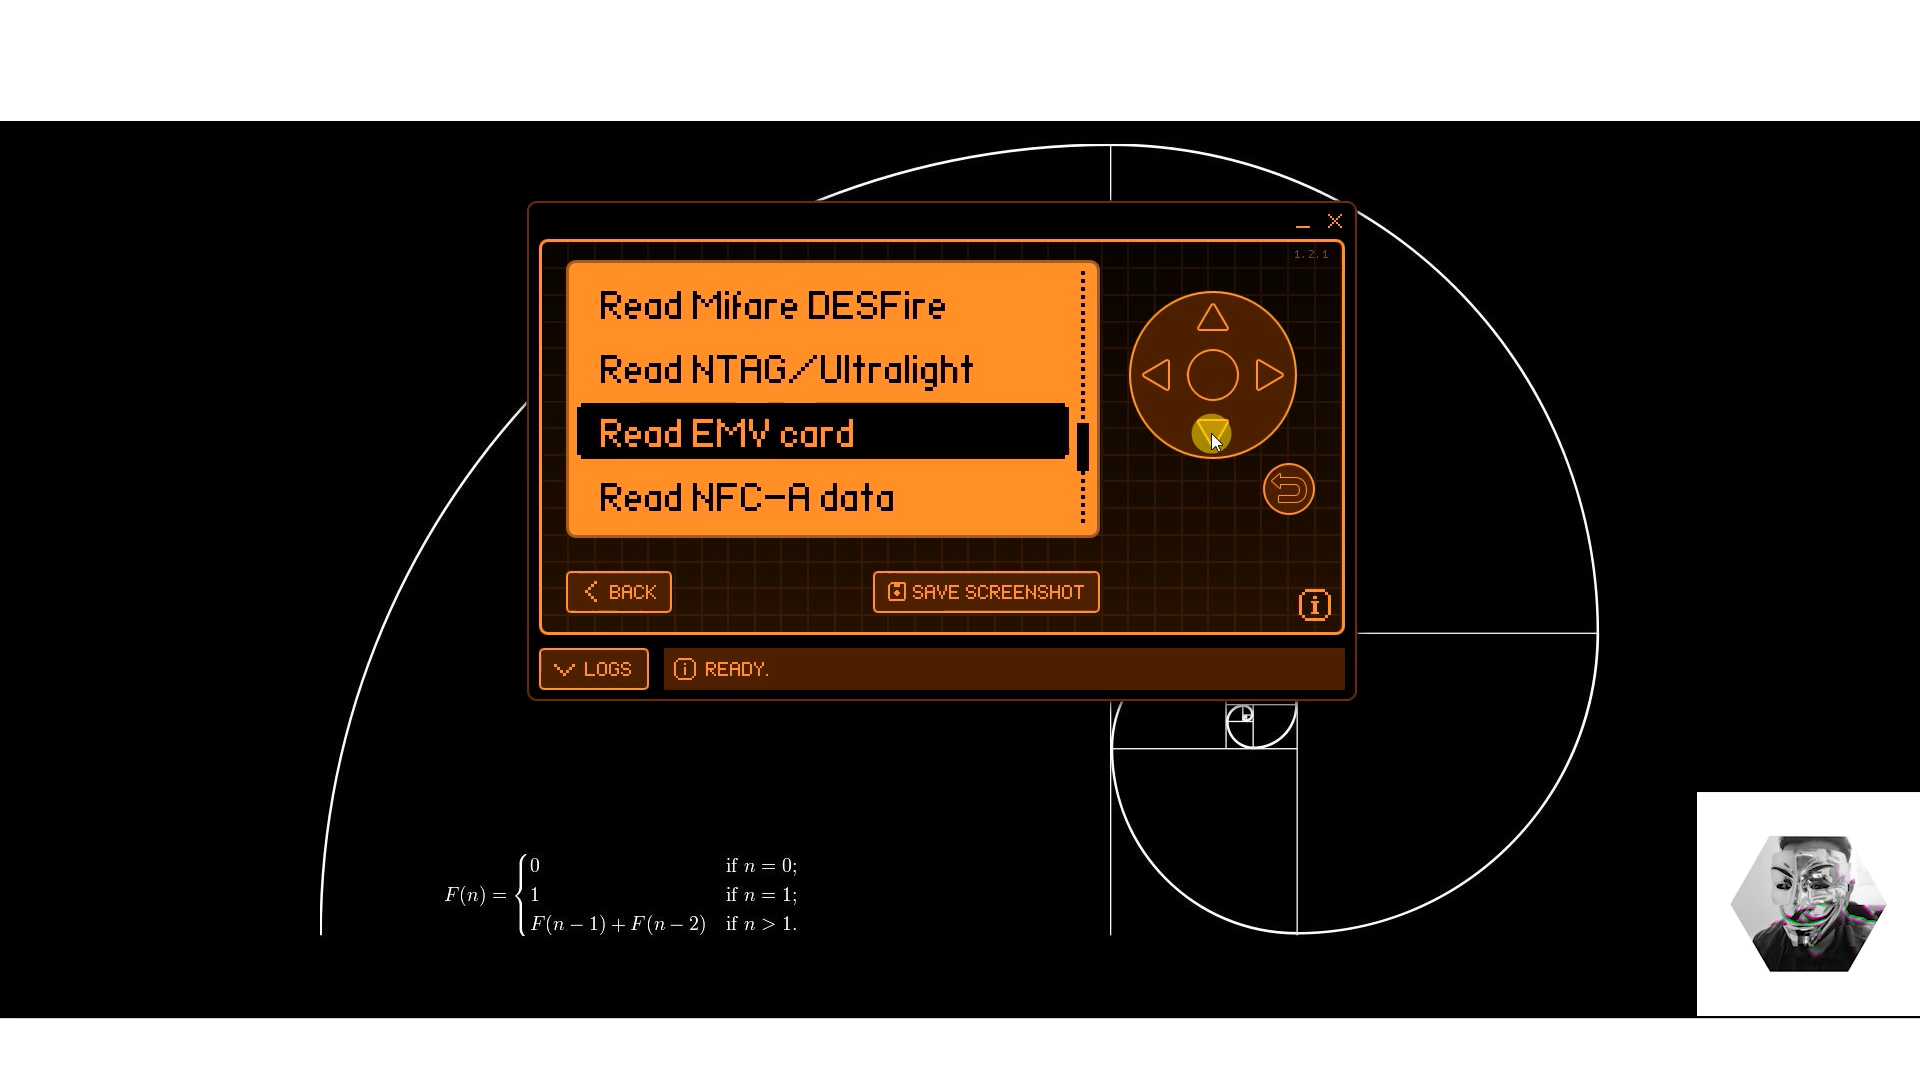 1.2.1
Read Mifare DESFire
Read NTAG/Ultralight
Read EMV card
Read NFC-A data
BACK
SAVE SCREENSHOT
LOGS
READY.
F(n) = { 0 if n = 0;
1 if n = 1;
F(n − 1) + F(n − 2) if n > 1.